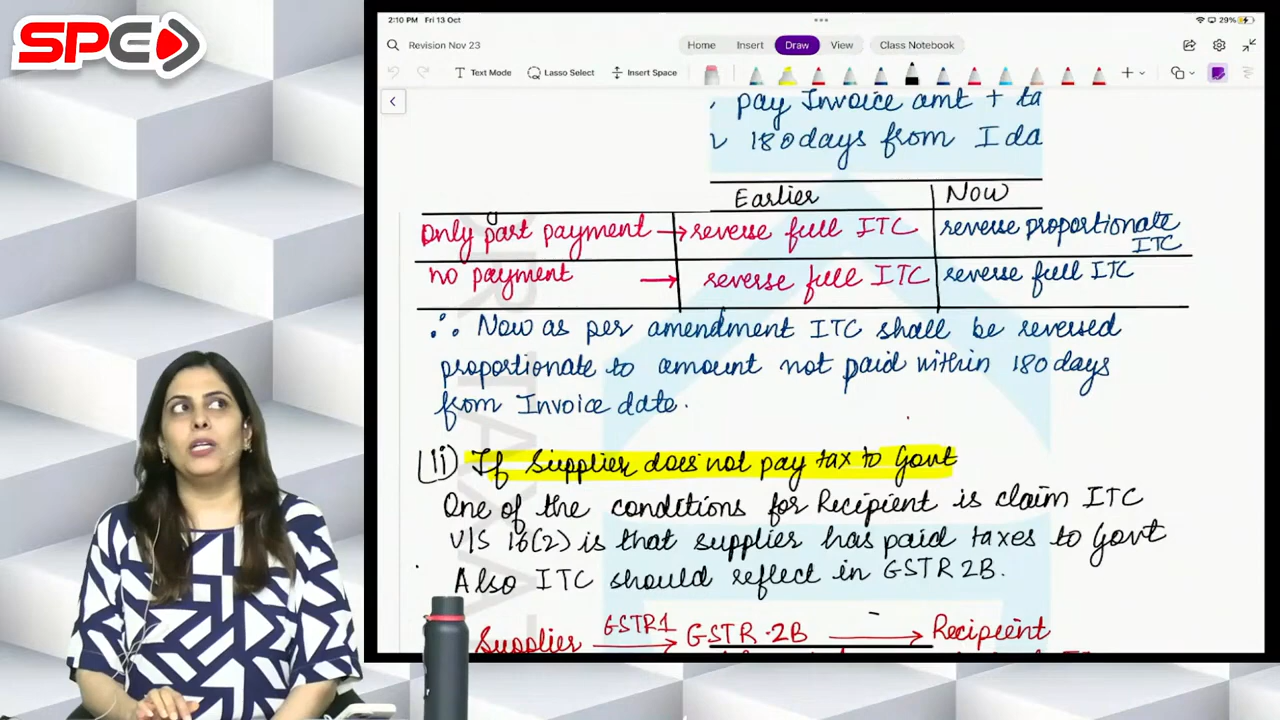 SPC
2:10 PM Fri 13 Oct
29%
Revision Nov 23
Home Insert Draw View Class Notebook
Text Mode Lasso Select Insert Space
pay Invoice amt + ta
180 days from I da
Earlier Now
Only part payment → reverse full ITC reverse proportionate ITC
no payment → reverse full ITC reverse full ITC
∴ Now as per amendment ITC shall be reversed
proportionate to amount not paid within 180 days
from Invoice date.
(ii) If Supplier does not pay tax to Govt
One of the conditions for Recipient is claim ITC
V/S 16(2) is that supplier has paid taxes to Govt
Also ITC should reflect in GSTR 2B.
Supplier GSTR1 → GSTR-2B → Recipient